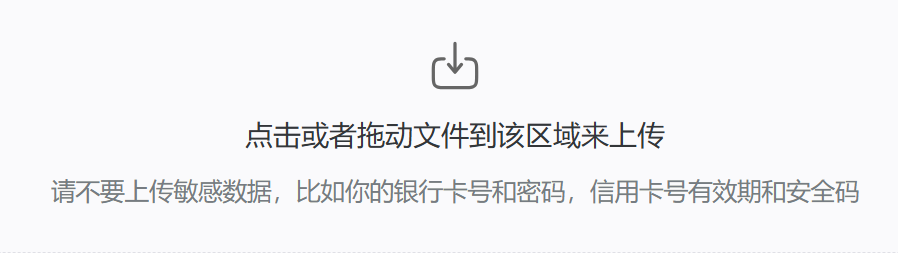 点击或者拖动文件到该区域来上传
请不要上传敏感数据，比如你的银行卡号和密码，信用卡号有效期和安全码